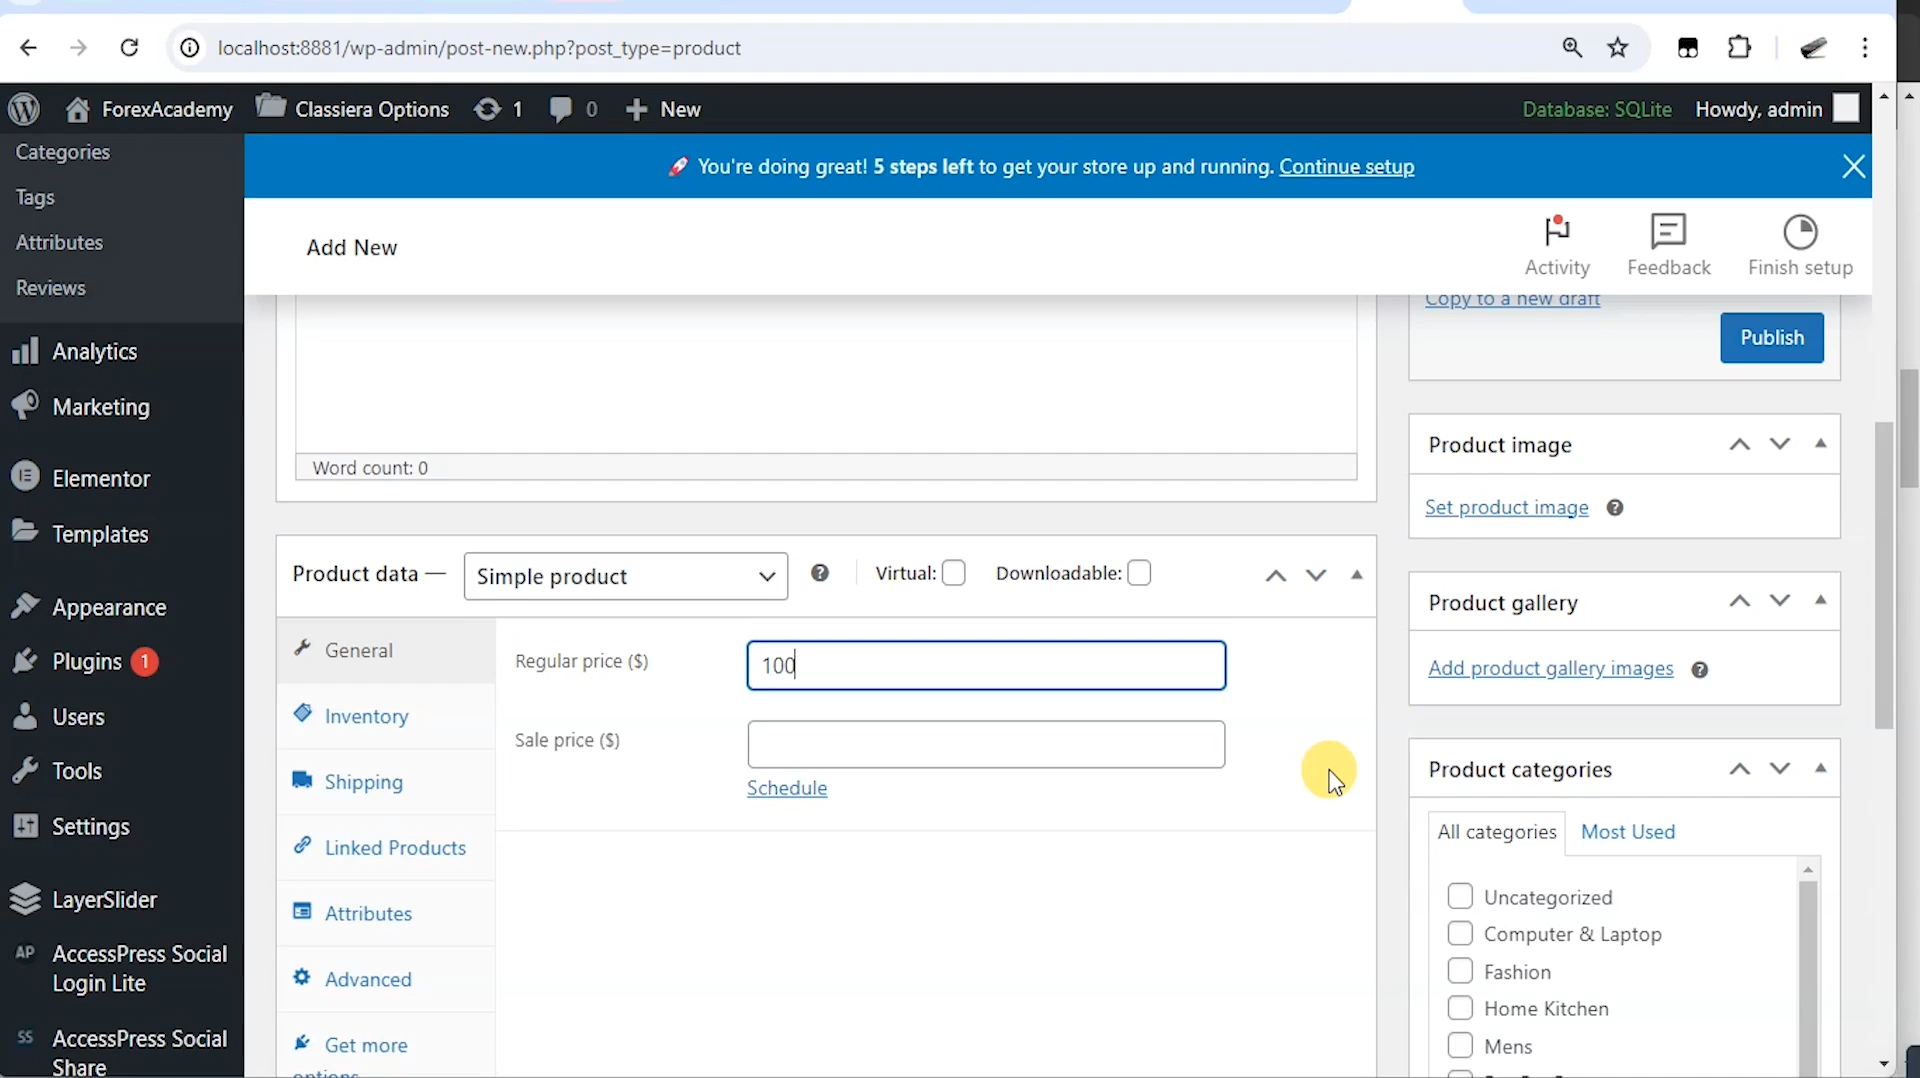 localhost:8881/wp-admin/post-new.php?post_type=product
ForexAcademy
Classiera Options
1
0
New
Database: SQLite
Howdy, admin
Categories
Tags
Attributes
Reviews
Analytics
Marketing
Elementor
Templates
Appearance
Plugins 1
Users
Tools
Settings
LayerSlider
AP AccessPress Social
Login Lite
SS AccessPress Social
Share
🚀 You're doing great! 5 steps left to get your store up and running. Continue setup
Add New
Activity
Feedback
Finish setup
Word count: 0
Product data —
Simple product
Virtual:
Downloadable:
General
Inventory
Shipping
Linked Products
Attributes
Advanced
Get more
options
Regular price ($)
100
Sale price ($)
Schedule
Copy to a new draft
Publish
Product image
Set product image
Product gallery
Add product gallery images
Product categories
All categories
Most Used
Uncategorized
Computer & Laptop
Fashion
Home Kitchen
Mens